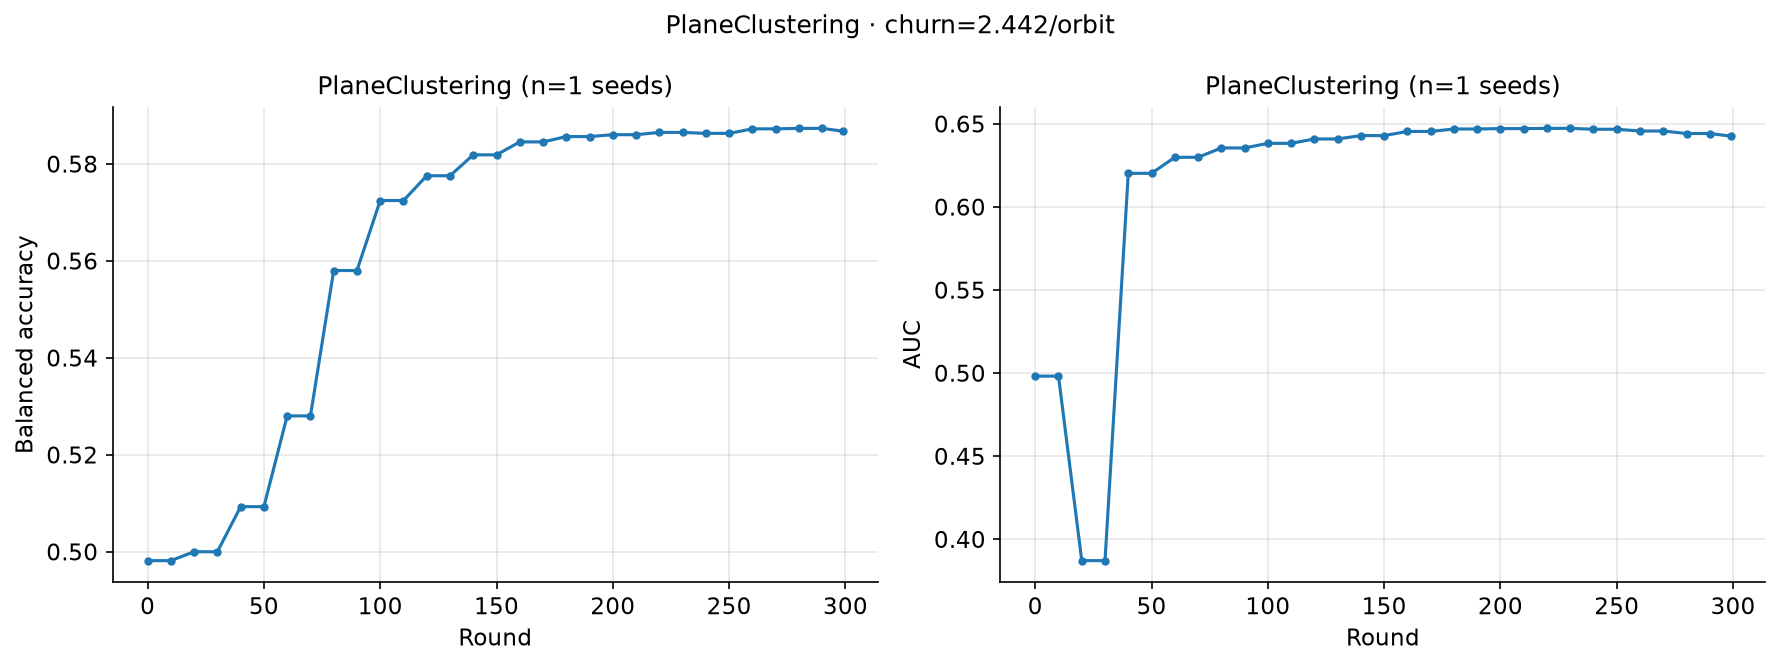 PlaneClustering · churn=2.442/orbit
PlaneClustering (n=1 seeds)
Balanced accuracy
0.58
0.56
0.54
0.52
0.50
0 50 100 150 200 250 300
Round
PlaneClustering (n=1 seeds)
AUC
0.65
0.60
0.55
0.50
0.45
0.40
0 50 100 150 200 250 300
Round